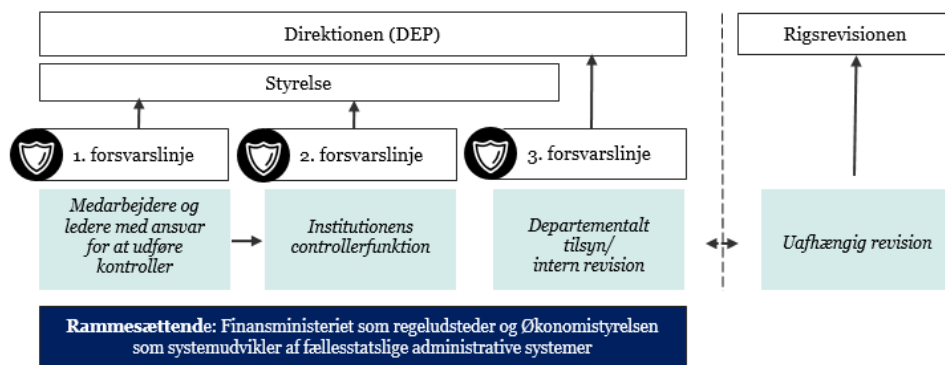 Direktionen (DEP)
Rigsrevisionen
Styrelse
1. forsvarslinje
2. forsvarslinje
3. forsvarslinje
Medarbejdere og
ledere med ansvar
for at udføre
kontroller
Institutionens
controllerfunktion
Departementalt
tilsyn/
intern revision
Uafhængig revision
Rammesættende: Finansministeriet som regeludsteder og Økonomistyrelsen
som systemudvikler af fællesstatslige administrative systemer